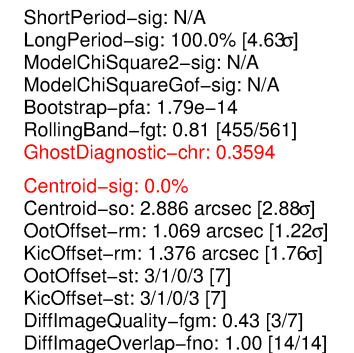 ShortPeriod−sig: N/A
LongPeriod−sig: 100.0% [4.63σ]
ModelChiSquare2−sig: N/A
ModelChiSquareGof−sig: N/A
Bootstrap−pfa: 1.79e−14
RollingBand−fgt: 0.81 [455/561]
GhostDiagnostic−chr: 0.3594
Centroid−sig: 0.0%
Centroid−so: 2.886 arcsec [2.88σ]
OotOffset−rm: 1.069 arcsec [1.22σ]
KicOffset−rm: 1.376 arcsec [1.76σ]
OotOffset−st: 3/1/0/3 [7]
KicOffset−st: 3/1/0/3 [7]
DiffImageQuality−fgm: 0.43 [3/7]
DiffImageOverlap−fno: 1.00 [14/14]